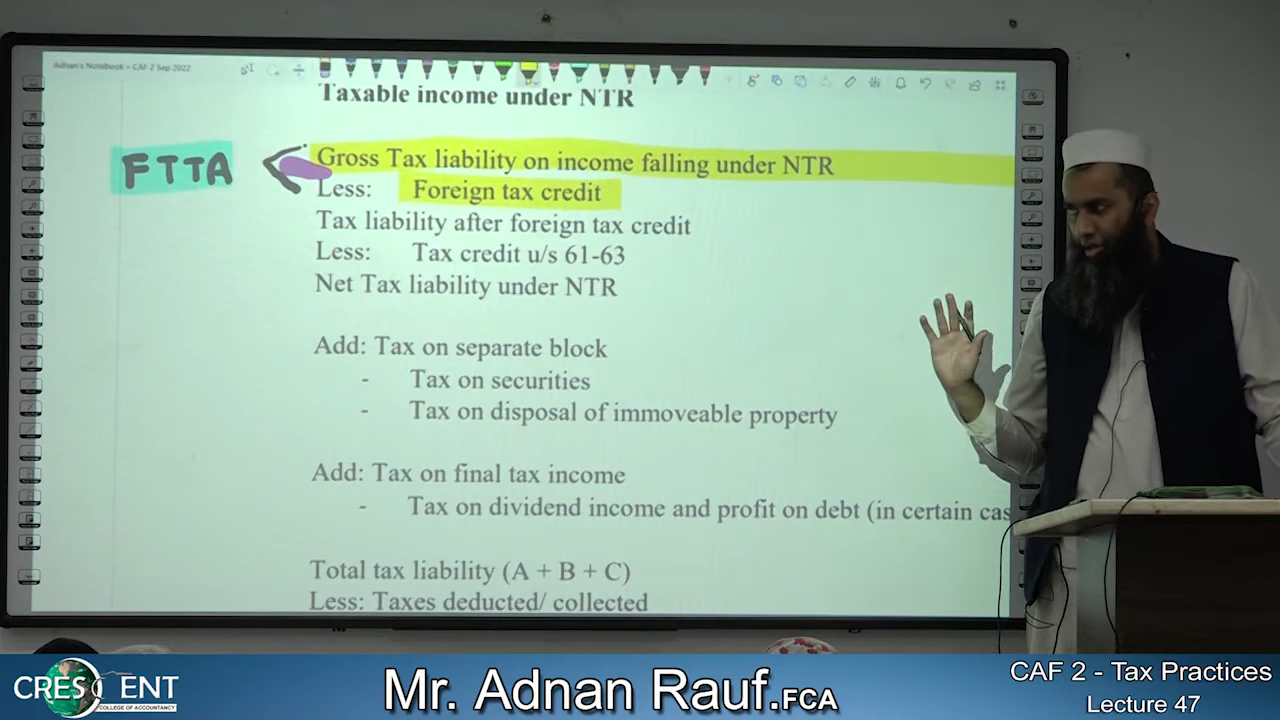 Adnan's Notebook » CAF-2 Sep 2022
Taxable income under NTR
FTTA
Gross Tax liability on income falling under NTR
Less: Foreign tax credit
Tax liability after foreign tax credit
Less: Tax credit u/s 61-63
Net Tax liability under NTR
Add: Tax on separate block
- Tax on securities
- Tax on disposal of immoveable property
Add: Tax on final tax income
- Tax on dividend income and profit on debt (in certain cas
Total tax liability (A + B + C)
Less: Taxes deducted/ collected
CRESCENT
COLLEGE OF ACCOUNTANCY
Mr. Adnan Rauf.FCA
CAF 2 - Tax Practices
Lecture 47